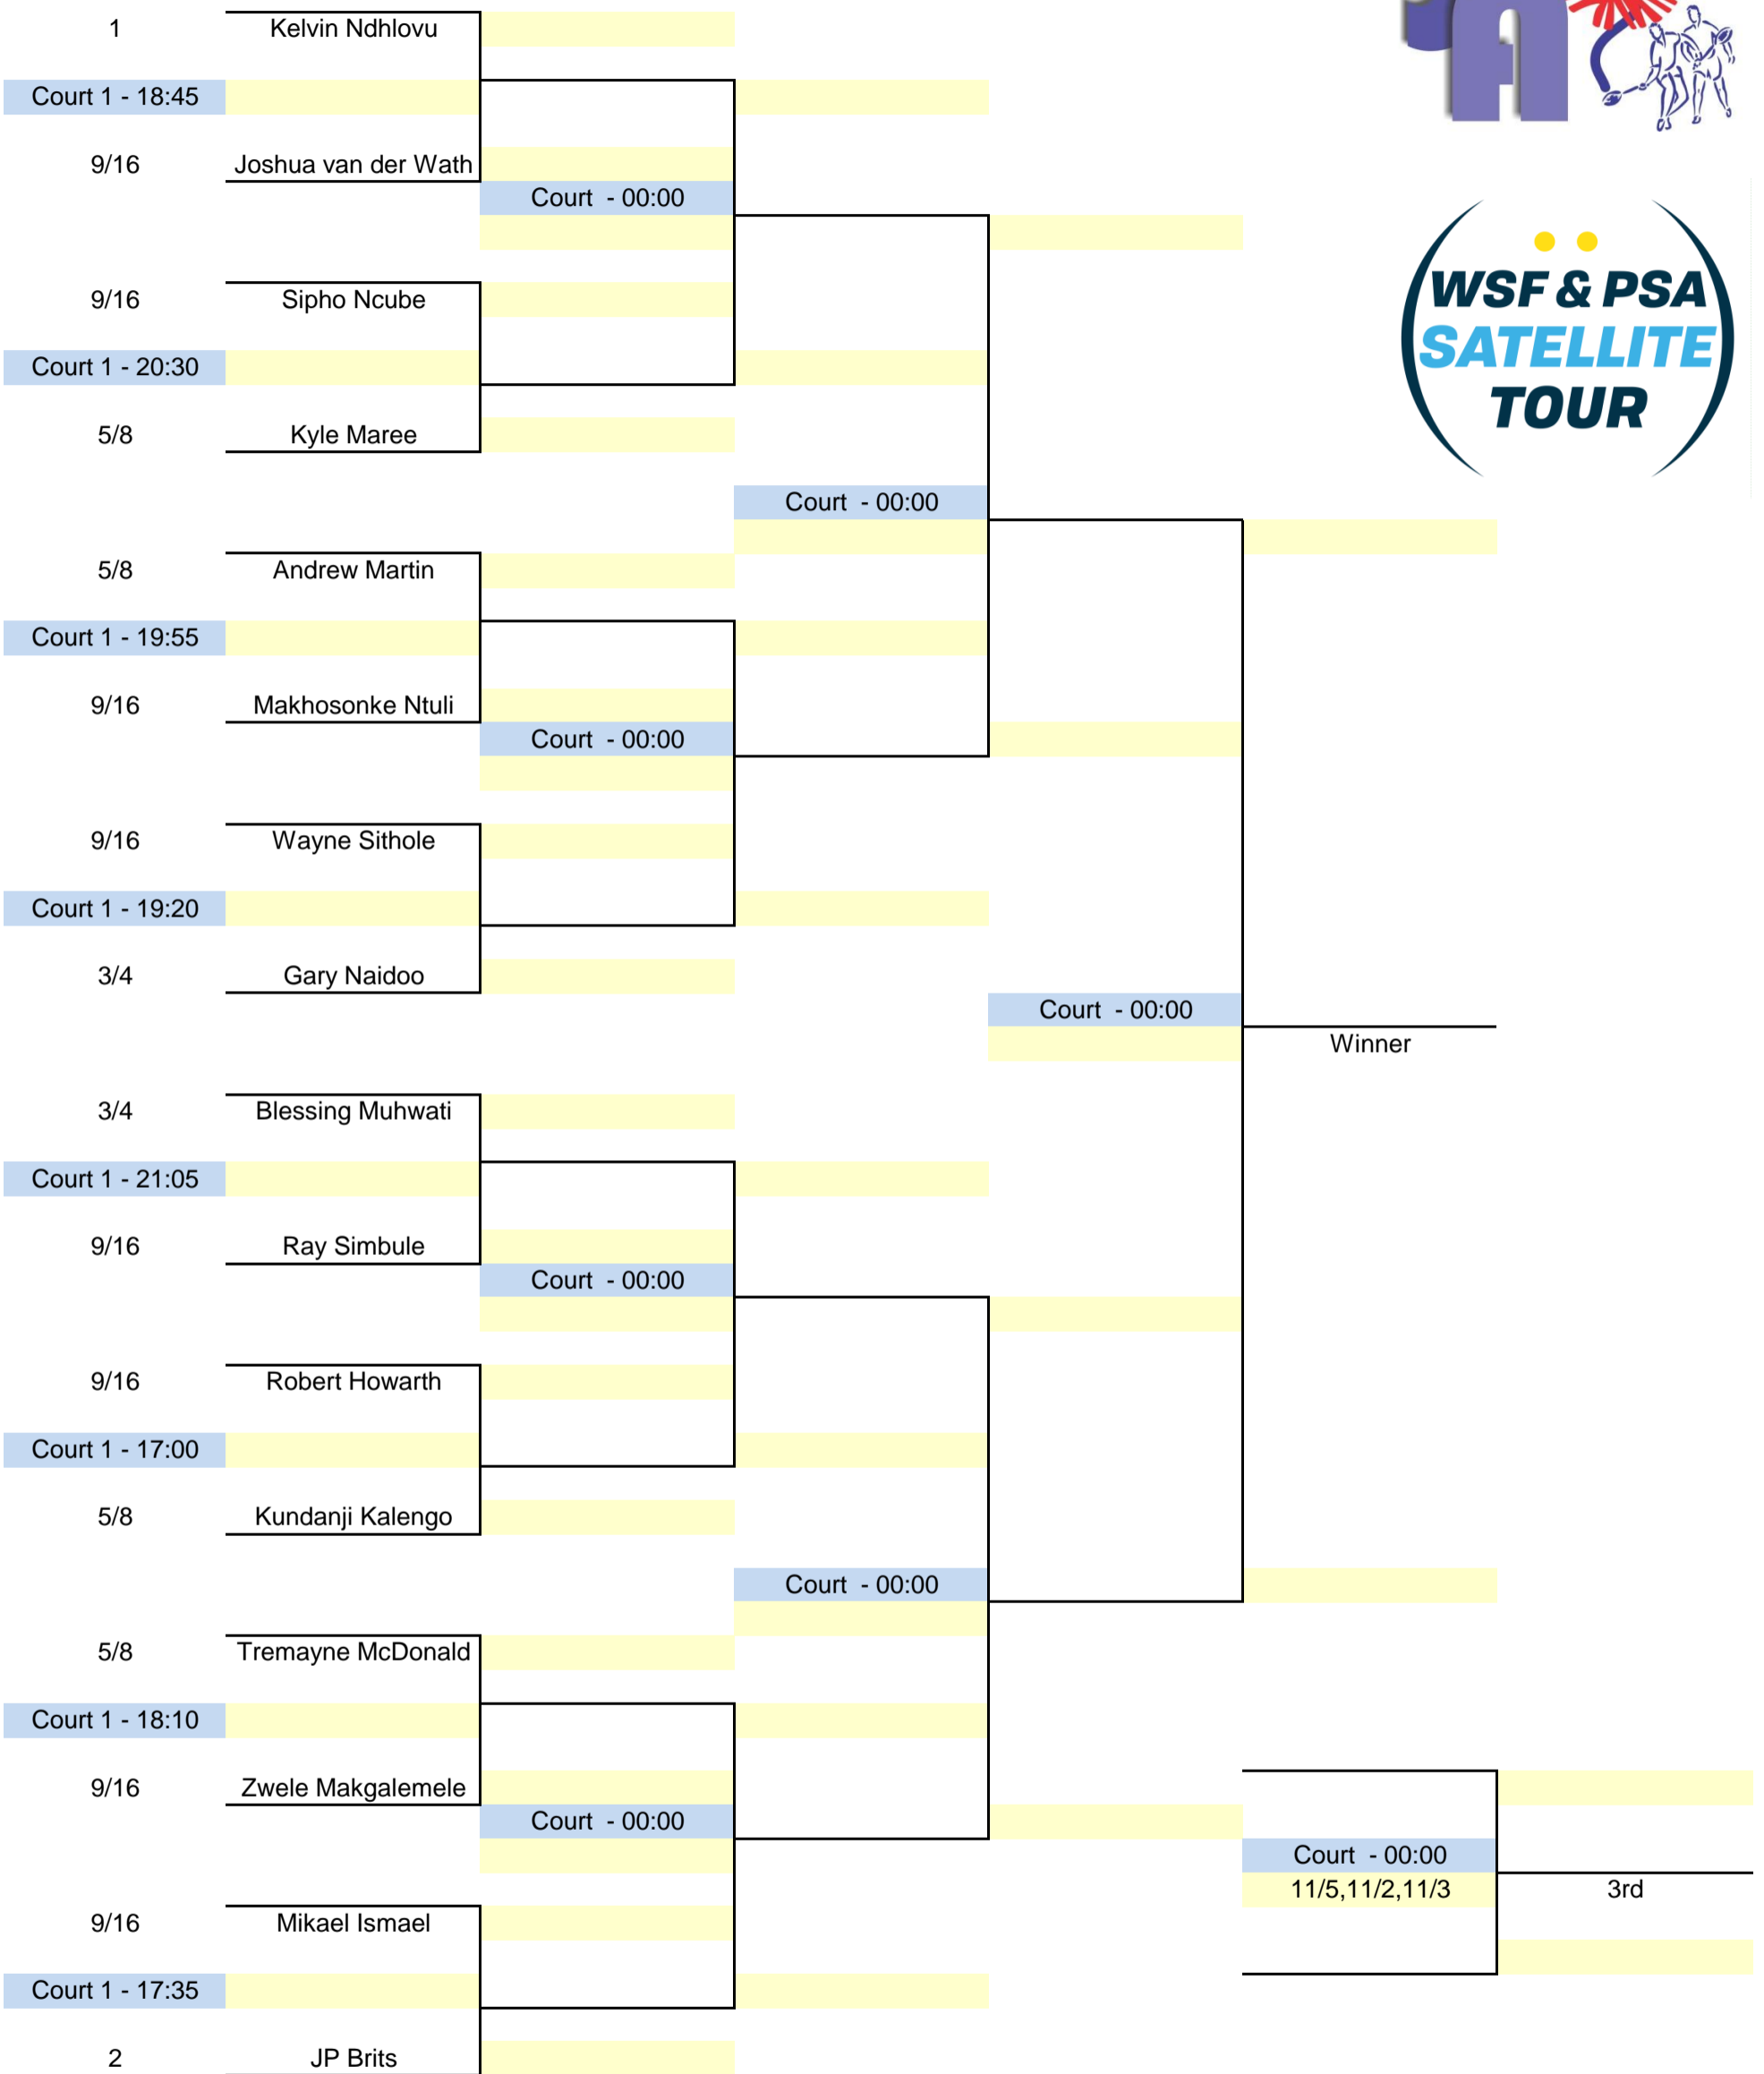 1 Kelvin Ndhlovu
Court 1 - 18:45
9/16 Joshua van der Wath
Court - 00:00
9/16 Sipho Ncube
WSF & PSA
SATELLITE
TOUR
Court 1 - 20:30
5/8 Kyle Maree
Court - 00:00
5/8 Andrew Martin
Court 1 - 19:55
9/16 Makhosonke Ntuli
Court - 00:00
9/16 Wayne Sithole
Court 1 - 19:20
3/4 Gary Naidoo
Court - 00:00
Winner
3/4 Blessing Muhwati
Court 1 - 21:05
9/16 Ray Simbule
Court - 00:00
9/16 Robert Howarth
Court 1 - 17:00
5/8 Kundanji Kalengo
Court - 00:00
5/8 Tremayne McDonald
Court 1 - 18:10
9/16 Zwele Makgalemele
Court - 00:00
Court - 00:00
11/5,11/2,11/3 3rd
9/16 Mikael Ismael
Court 1 - 17:35
2 JP Brits